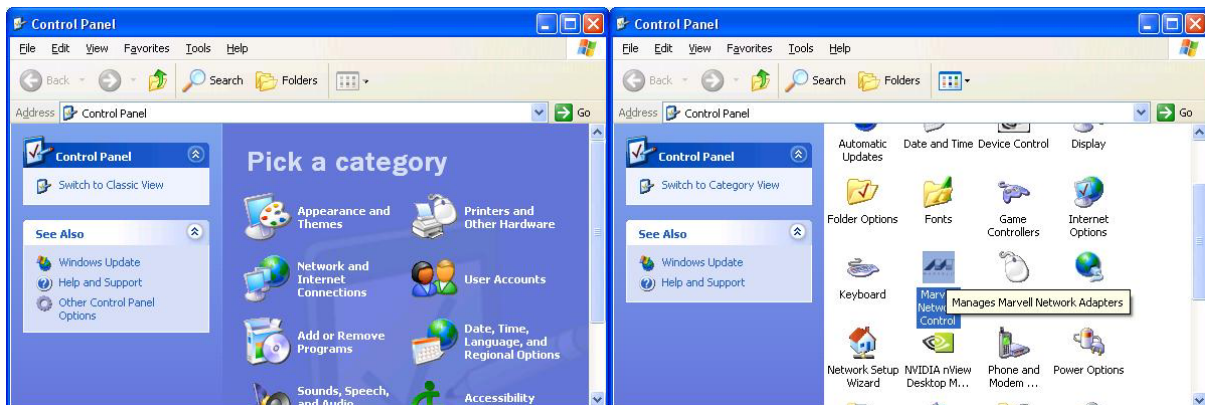 Control Panel
File Edit View Favorites Tools Help
Back Search Folders
Address Control Panel Go
Control Panel
Switch to Classic View
See Also
Windows Update
Help and Support
Other Control Panel
Options
Pick a category
Appearance and
Themes
Printers and
Other Hardware
Network and
Internet
Connections
User Accounts
Add or Remove
Programs
Date, Time,
Language, and
Regional Options
Sounds, Speech,
and Audio
Accessibility
Control Panel
File Edit View Favorites Tools Help
Back Search Folders
Address Control Panel Go
Control Panel
Switch to Category View
See Also
Windows Update
Help and Support
Automatic
Updates
Date and Time
Device Control
Display
Folder Options
Fonts
Game
Controllers
Internet
Options
Keyboard
Marv
Netwo
Control
Manages Marvell Network Adapters
Network Setup
Wizard
NVIDIA nView
Desktop M...
Phone and
Modem ...
Power Options